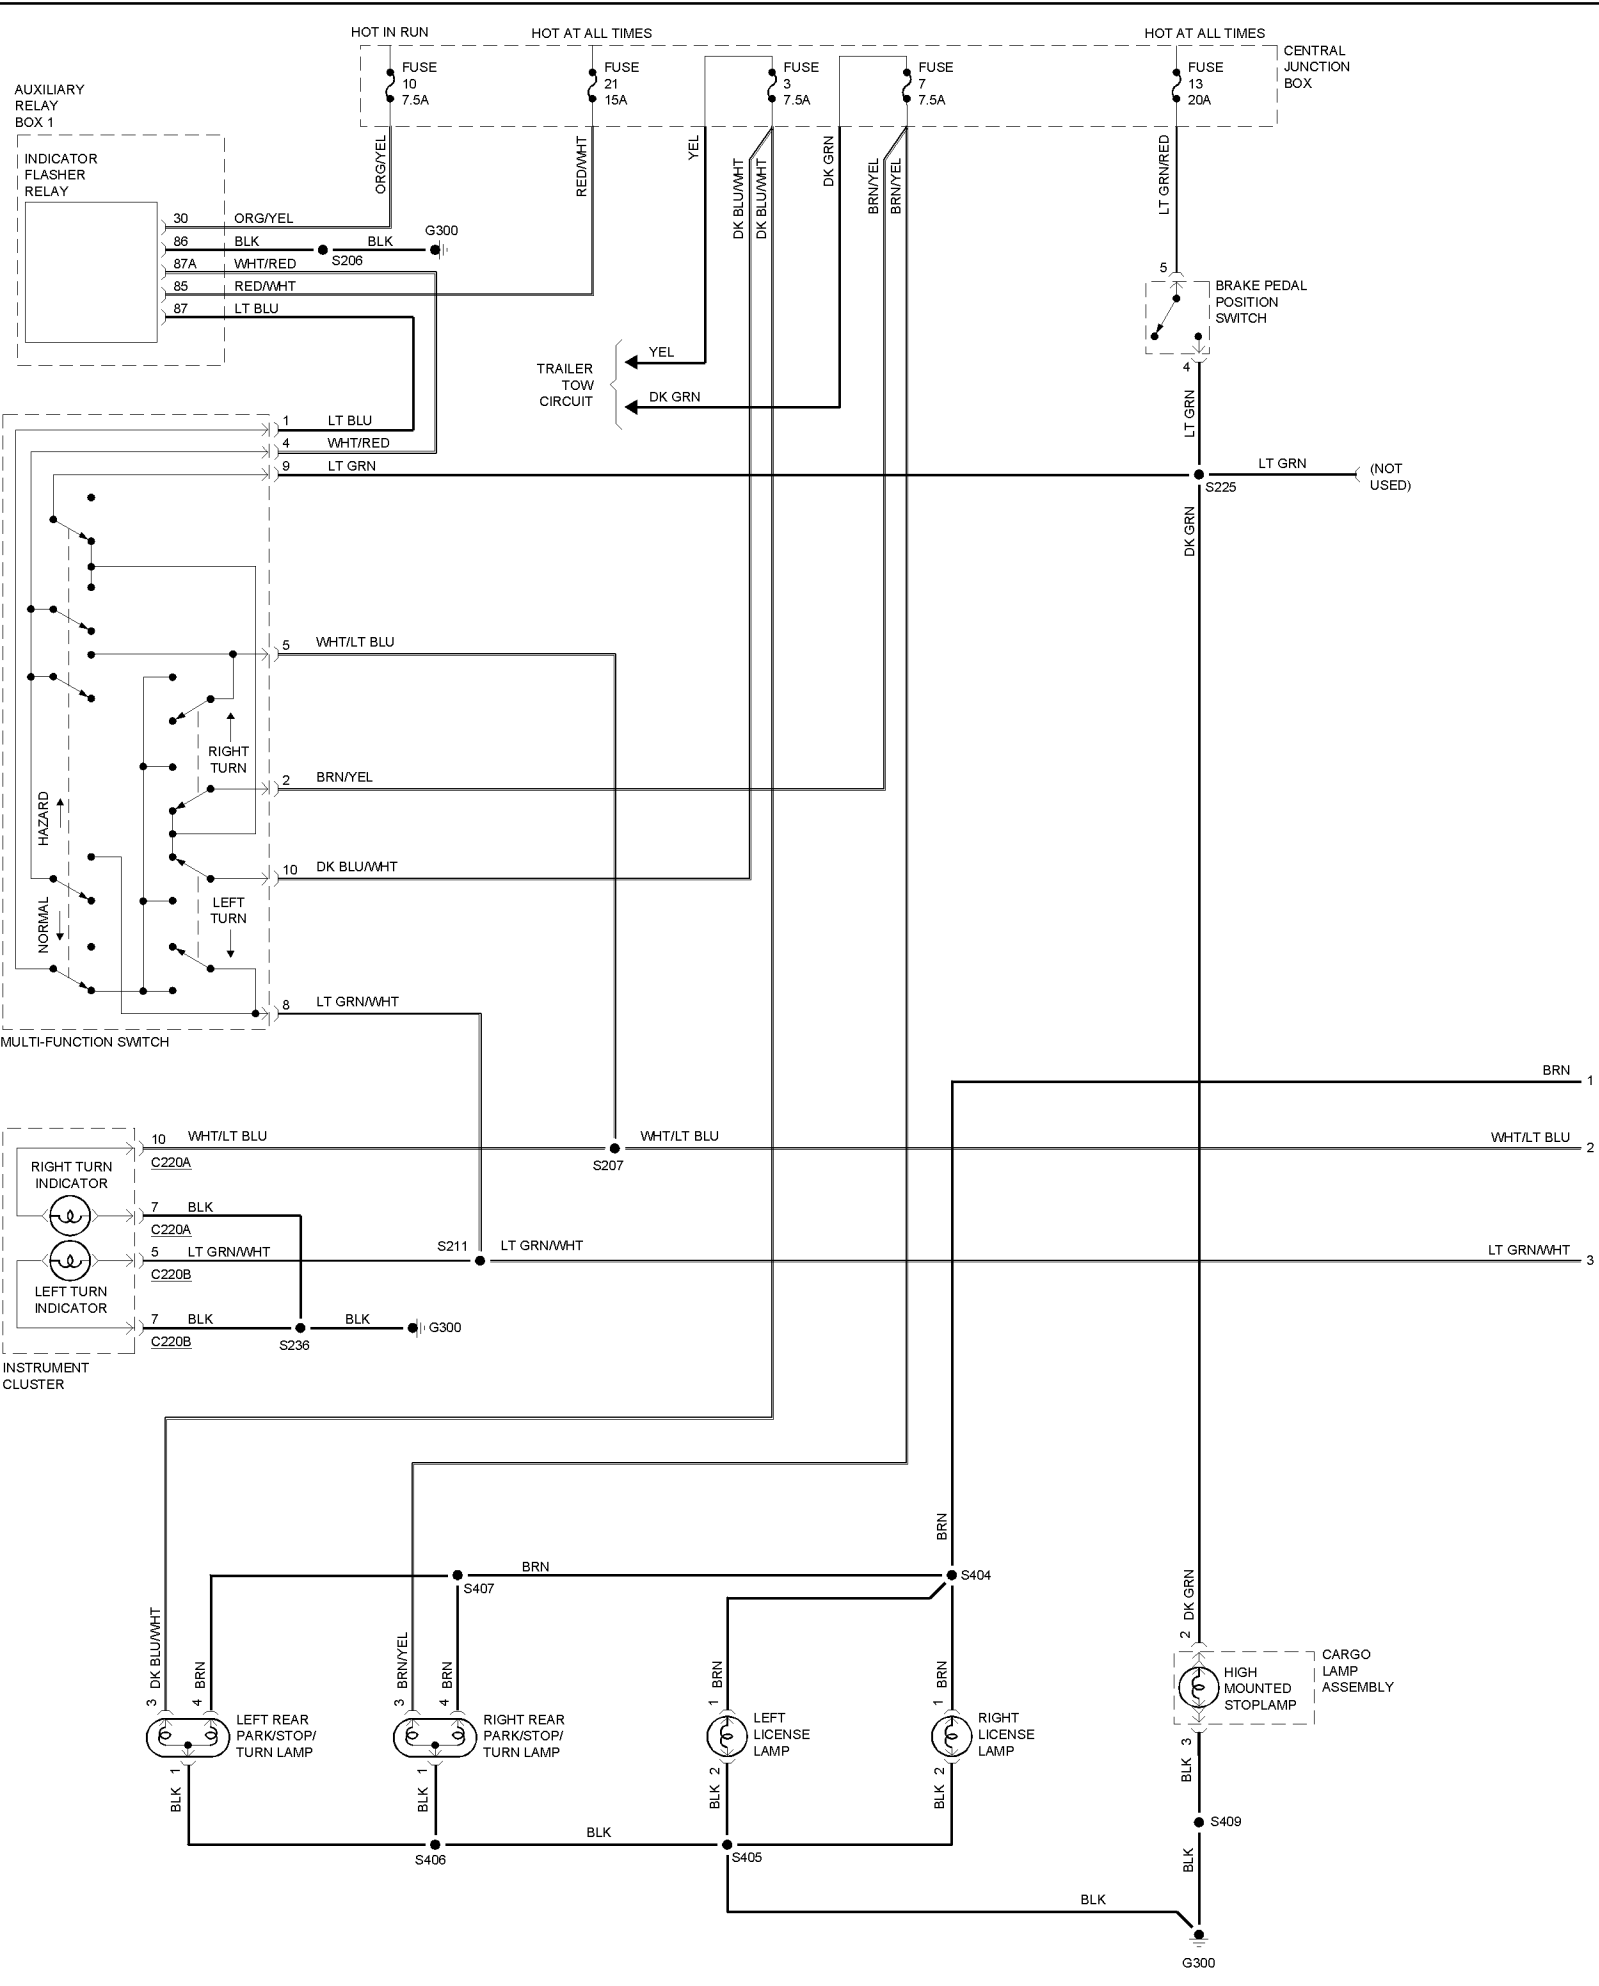 HOT IN RUN
HOT AT ALL TIMES
HOT AT ALL TIMES
CENTRAL
JUNCTION
BOX
FUSE
10
7.5A
FUSE
21
15A
FUSE
3
7.5A
FUSE
7
7.5A
FUSE
13
20A
AUXILIARY
RELAY
BOX 1
INDICATOR
FLASHER
RELAY
ORG/YEL
RED/WHT
YEL
DK BLU/WHT
DK BLU/WHT
DK GRN
BRN/YEL
BRN/YEL
LT GRN/RED
30 ORG/YEL
86 BLK
BLK
G300
S206
87A WHT/RED
85 RED/WHT
87 LT BLU
5
BRAKE PEDAL
POSITION
SWITCH
4
LT GRN
TRAILER
TOW
CIRCUIT
YEL
DK GRN
1 LT BLU
4 WHT/RED
9 LT GRN
LT GRN
(NOT
USED)
S225
DK GRN
5 WHT/LT BLU
RIGHT
TURN
2 BRN/YEL
HAZARD
10 DK BLU/WHT
NORMAL
LEFT
TURN
8 LT GRN/WHT
MULTI-FUNCTION SWITCH
BRN 1
10 WHT/LT BLU
C220A
WHT/LT BLU
S207
WHT/LT BLU 2
RIGHT TURN
INDICATOR
7 BLK
C220A
5 LT GRN/WHT
C220B
S211
LT GRN/WHT
LT GRN/WHT 3
LEFT TURN
INDICATOR
7 BLK
C220B
S236
BLK
G300
INSTRUMENT
CLUSTER
BRN
BRN
S407
S404
DK BLU/WHT
BRN
BRN/YEL
BRN
BRN
BRN
DK GRN
3
4
3
4
1
1
2
LEFT REAR
PARK/STOP/
TURN LAMP
RIGHT REAR
PARK/STOP/
TURN LAMP
LEFT
LICENSE
LAMP
RIGHT
LICENSE
LAMP
HIGH
MOUNTED
STOPLAMP
CARGO
LAMP
ASSEMBLY
BLK 1
BLK 1
BLK 2
BLK 2
BLK 3
S409
BLK
S406
BLK
S405
BLK
BLK
G300